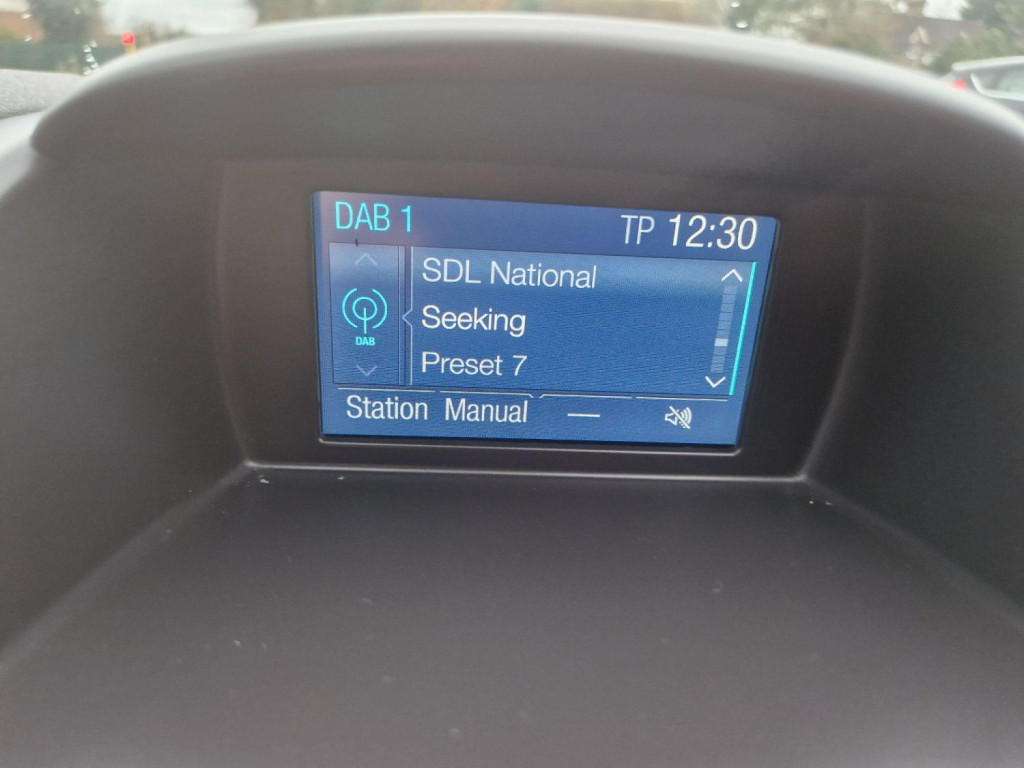 DAB 1 TP 12:30
SDL National
Seeking
DAB
Preset 7
Station Manual